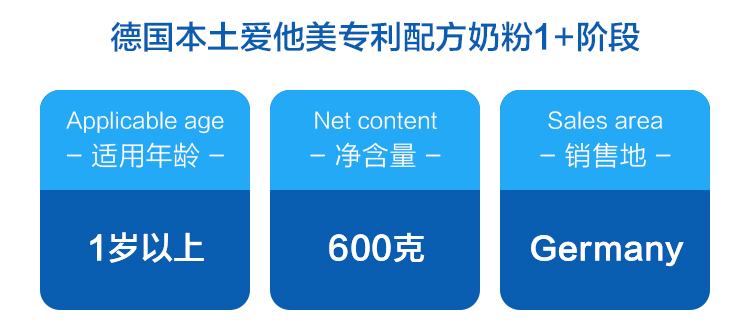 德国本土爱他美专利配方奶粉1+阶段
Applicable age
- 适用年龄 -
1岁以上
Net content
- 净含量 -
600克
Sales area
- 销售地 -
Germany